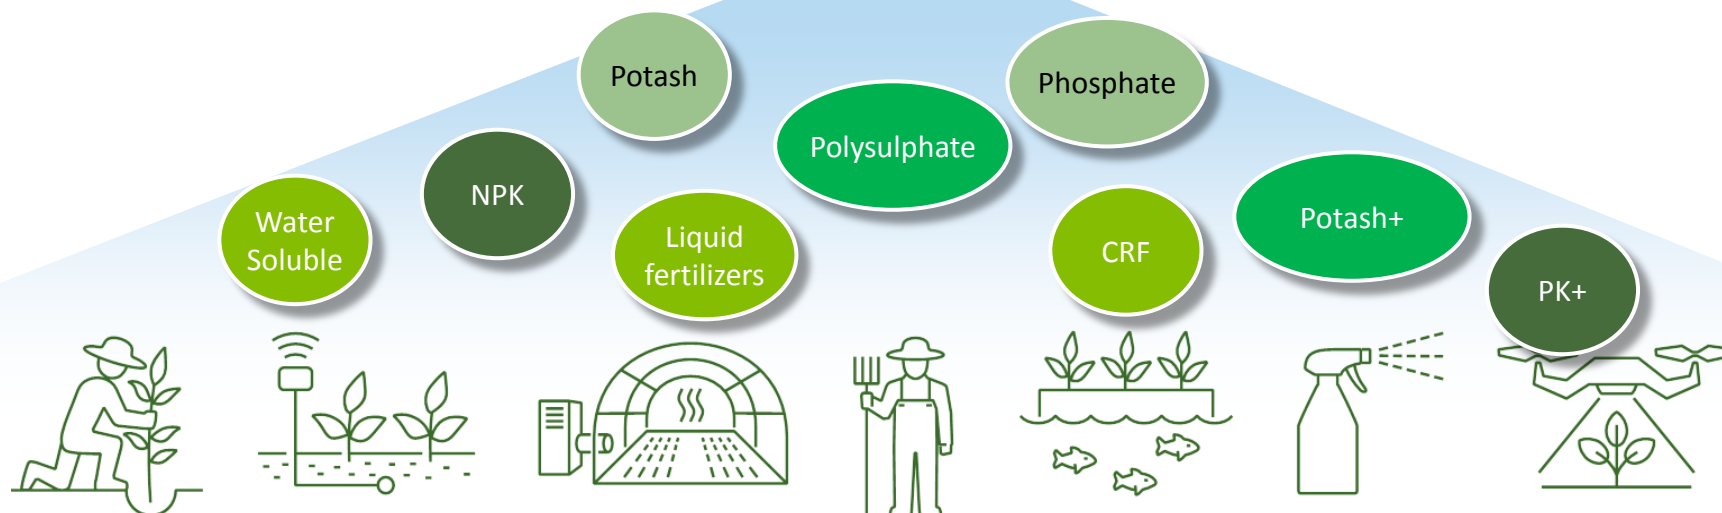 Potash
Phosphate
Polysulphate
NPK
Water
Soluble
Liquid
fertilizers
CRF
Potash+
PK+